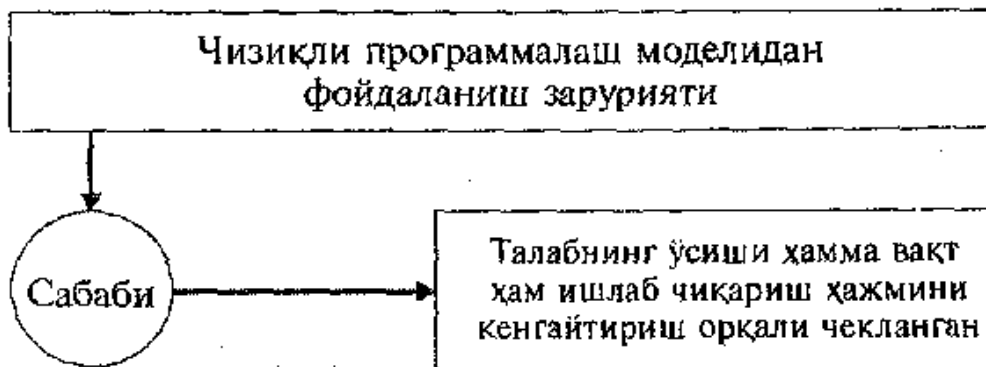 Чизиқли программалаш моделидан
фойдаланиш зарурияти
Сабаби
Талабнинг ўсиши ҳамма вақт
ҳам ишлаб чиқариш ҳажмини
кенгайтириш орқали чекланган